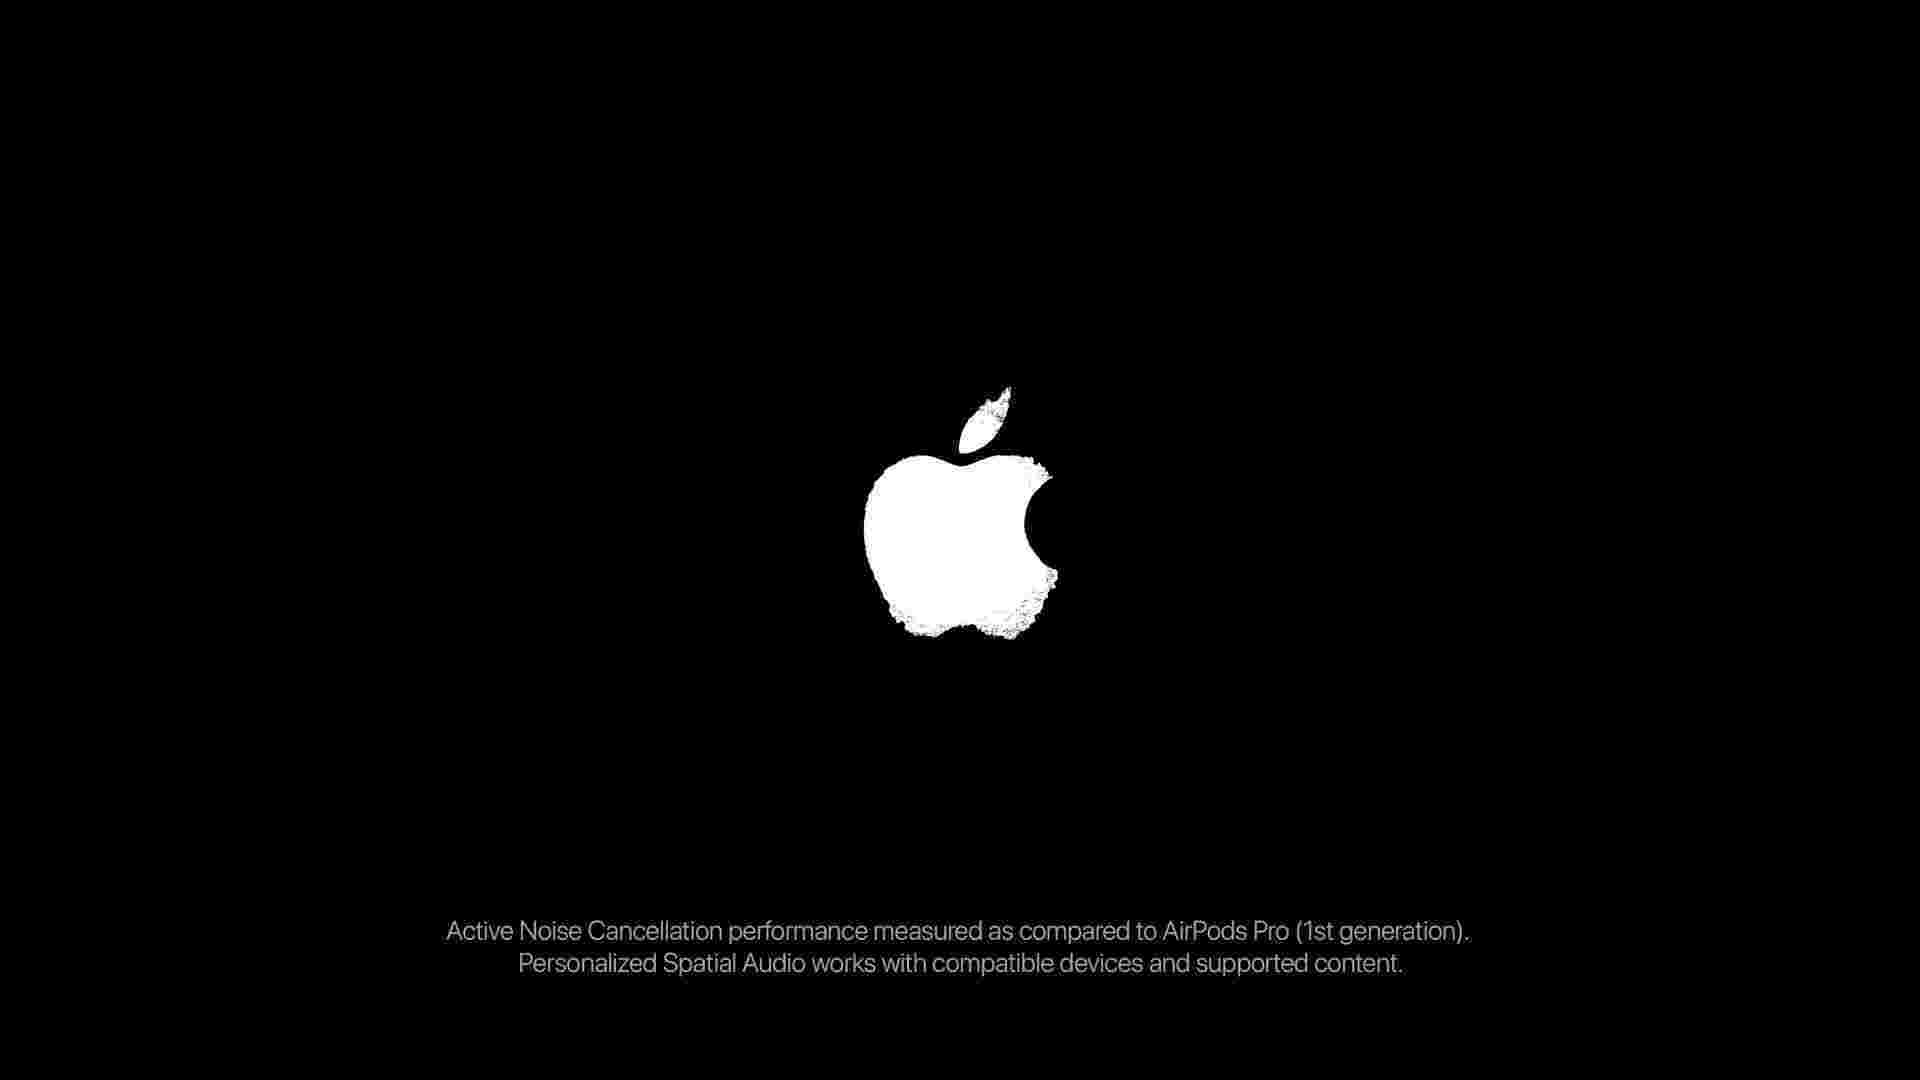 Active Noise Cancellation performance measured as compared to AirPods Pro (1st generation).
Personalized Spatial Audio works with compatible devices and supported content.